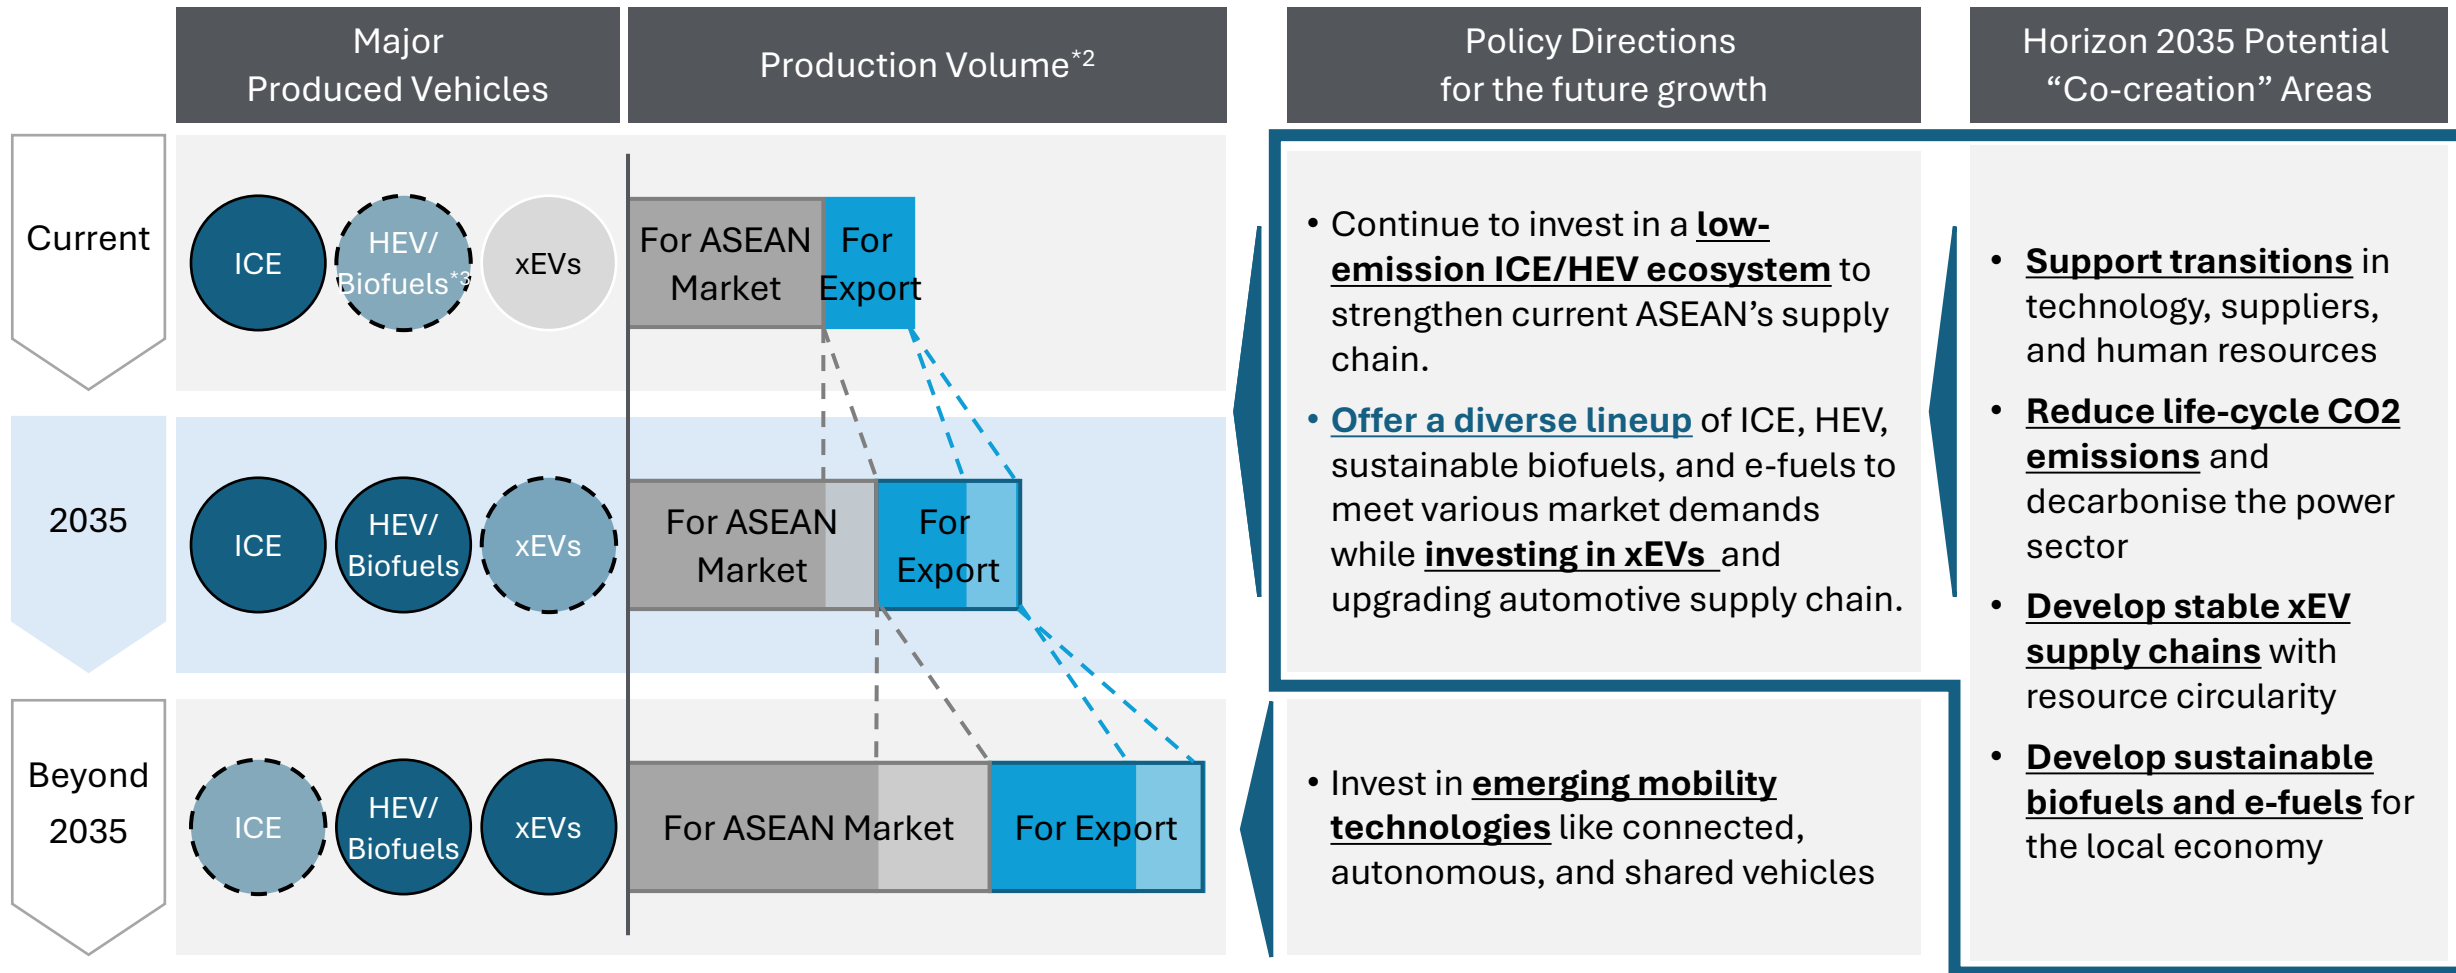 Major
Produced Vehicles
Production Volume*2
Policy Directions
for the future growth
Horizon 2035 Potential
“Co-creation” Areas
Current
ICE
HEV/
Biofuels*3
xEVs
For ASEAN
Market
For
Export
2035
ICE
HEV/
Biofuels
xEVs
For ASEAN
Market
For
Export
Beyond
2035
ICE
HEV/
Biofuels
xEVs
For ASEAN Market
For Export
• Continue to invest in a low-
emission ICE/HEV ecosystem to
strengthen current ASEAN’s supply
chain.
• Offer a diverse lineup of ICE, HEV,
sustainable biofuels, and e-fuels to
meet various market demands
while investing in xEVs and
upgrading automotive supply chain.
• Invest in emerging mobility
technologies like connected,
autonomous, and shared vehicles
• Support transitions in
technology, suppliers,
and human resources
• Reduce life-cycle CO2
emissions and
decarbonise the power
sector
• Develop stable xEV
supply chains with
resource circularity
• Develop sustainable
biofuels and e-fuels for
the local economy